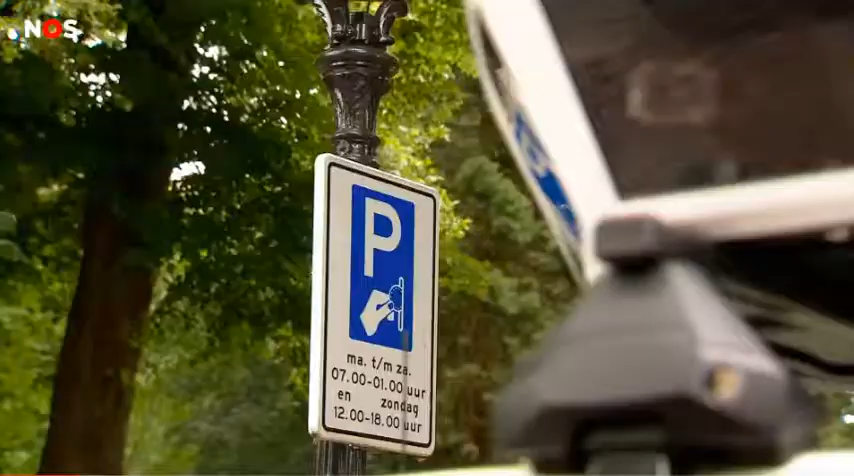 NOS
P
ma. t/m za.
07.00-01.00 uur
en zondag
12.00-18.00 uur